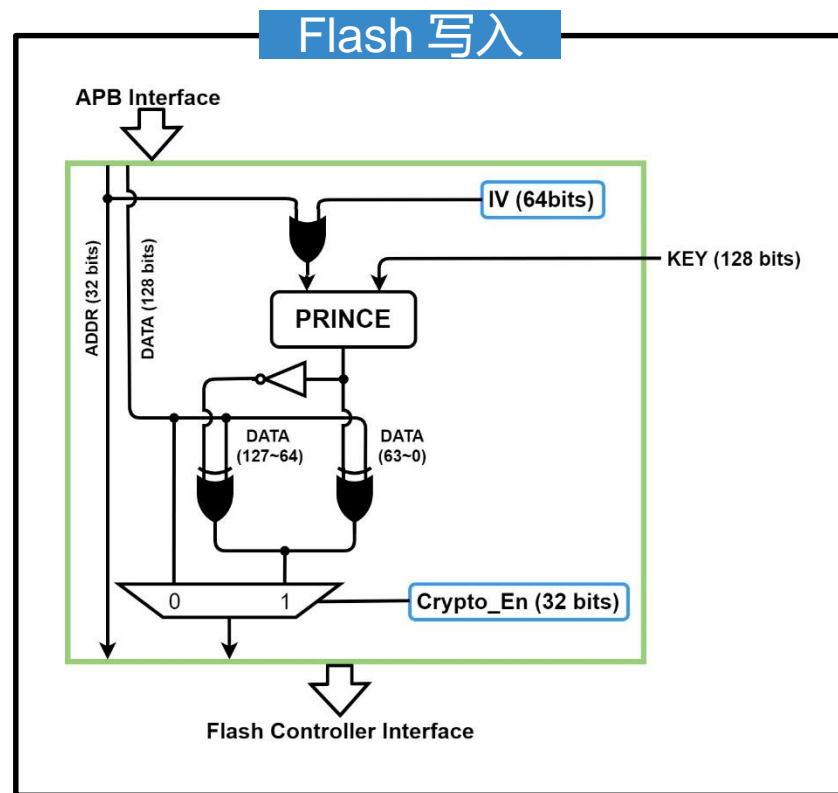 Flash 写入
APB Interface
IV (64bits)
KEY (128 bits)
ADDR (32 bits)
DATA (128 bits)
PRINCE
DATA
(127~64)
DATA
(63~0)
0
1
Crypto_En (32 bits)
Flash Controller Interface